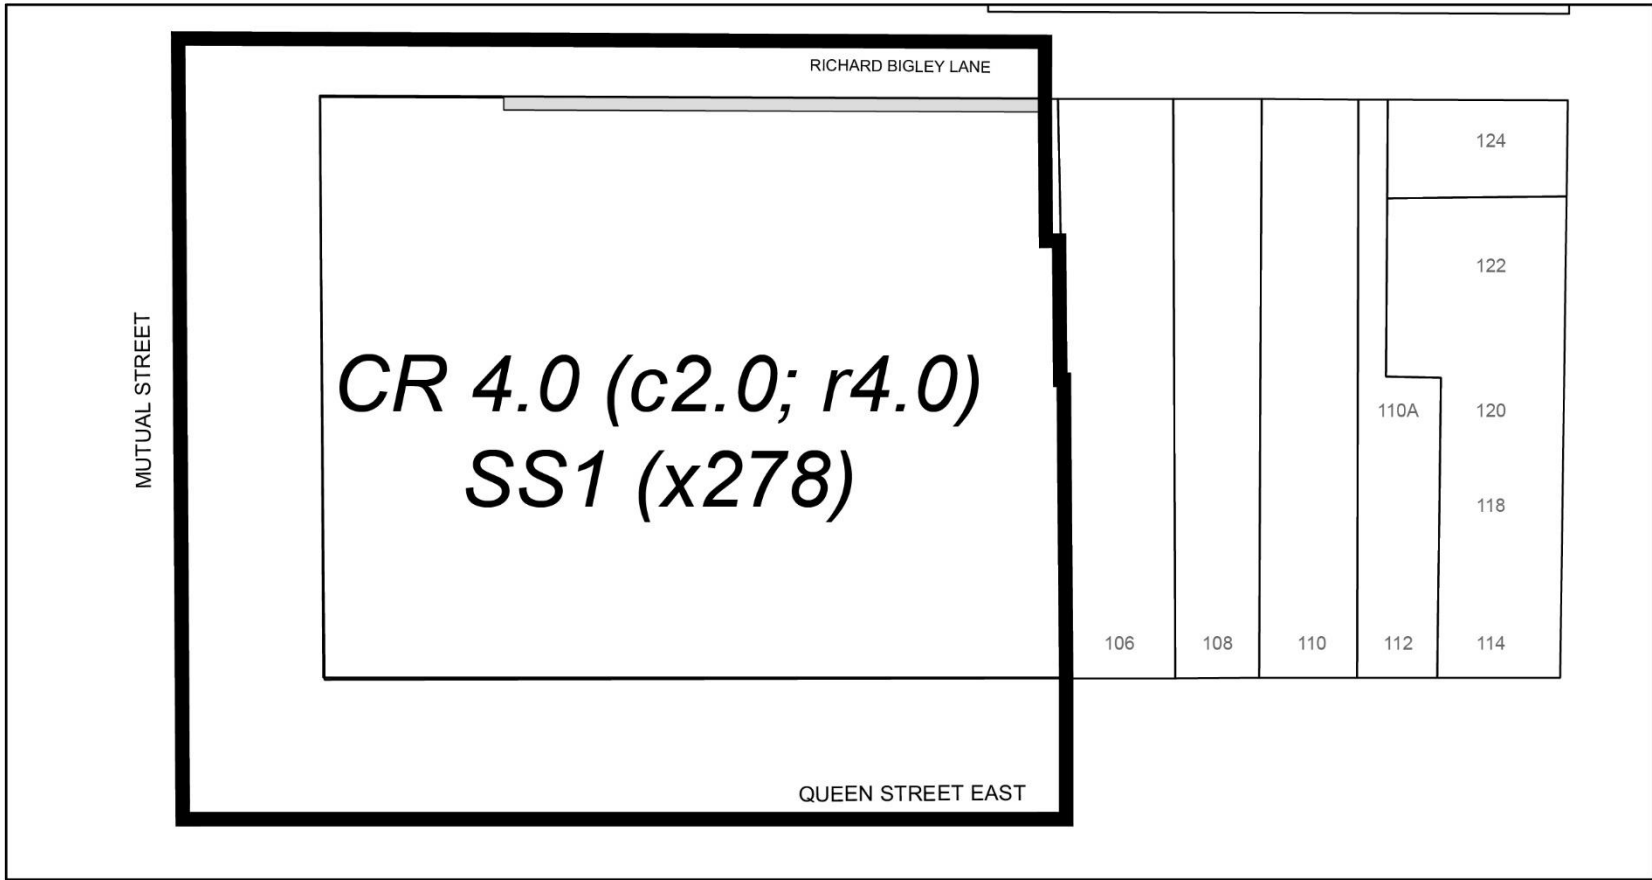 RICHARD BIGLEY LANE
124
122
MUTUAL STREET
CR 4.0 (c2.0; r4.0)
SS1 (x278)
110A
120
118
106
108
110
112
114
QUEEN STREET EAST